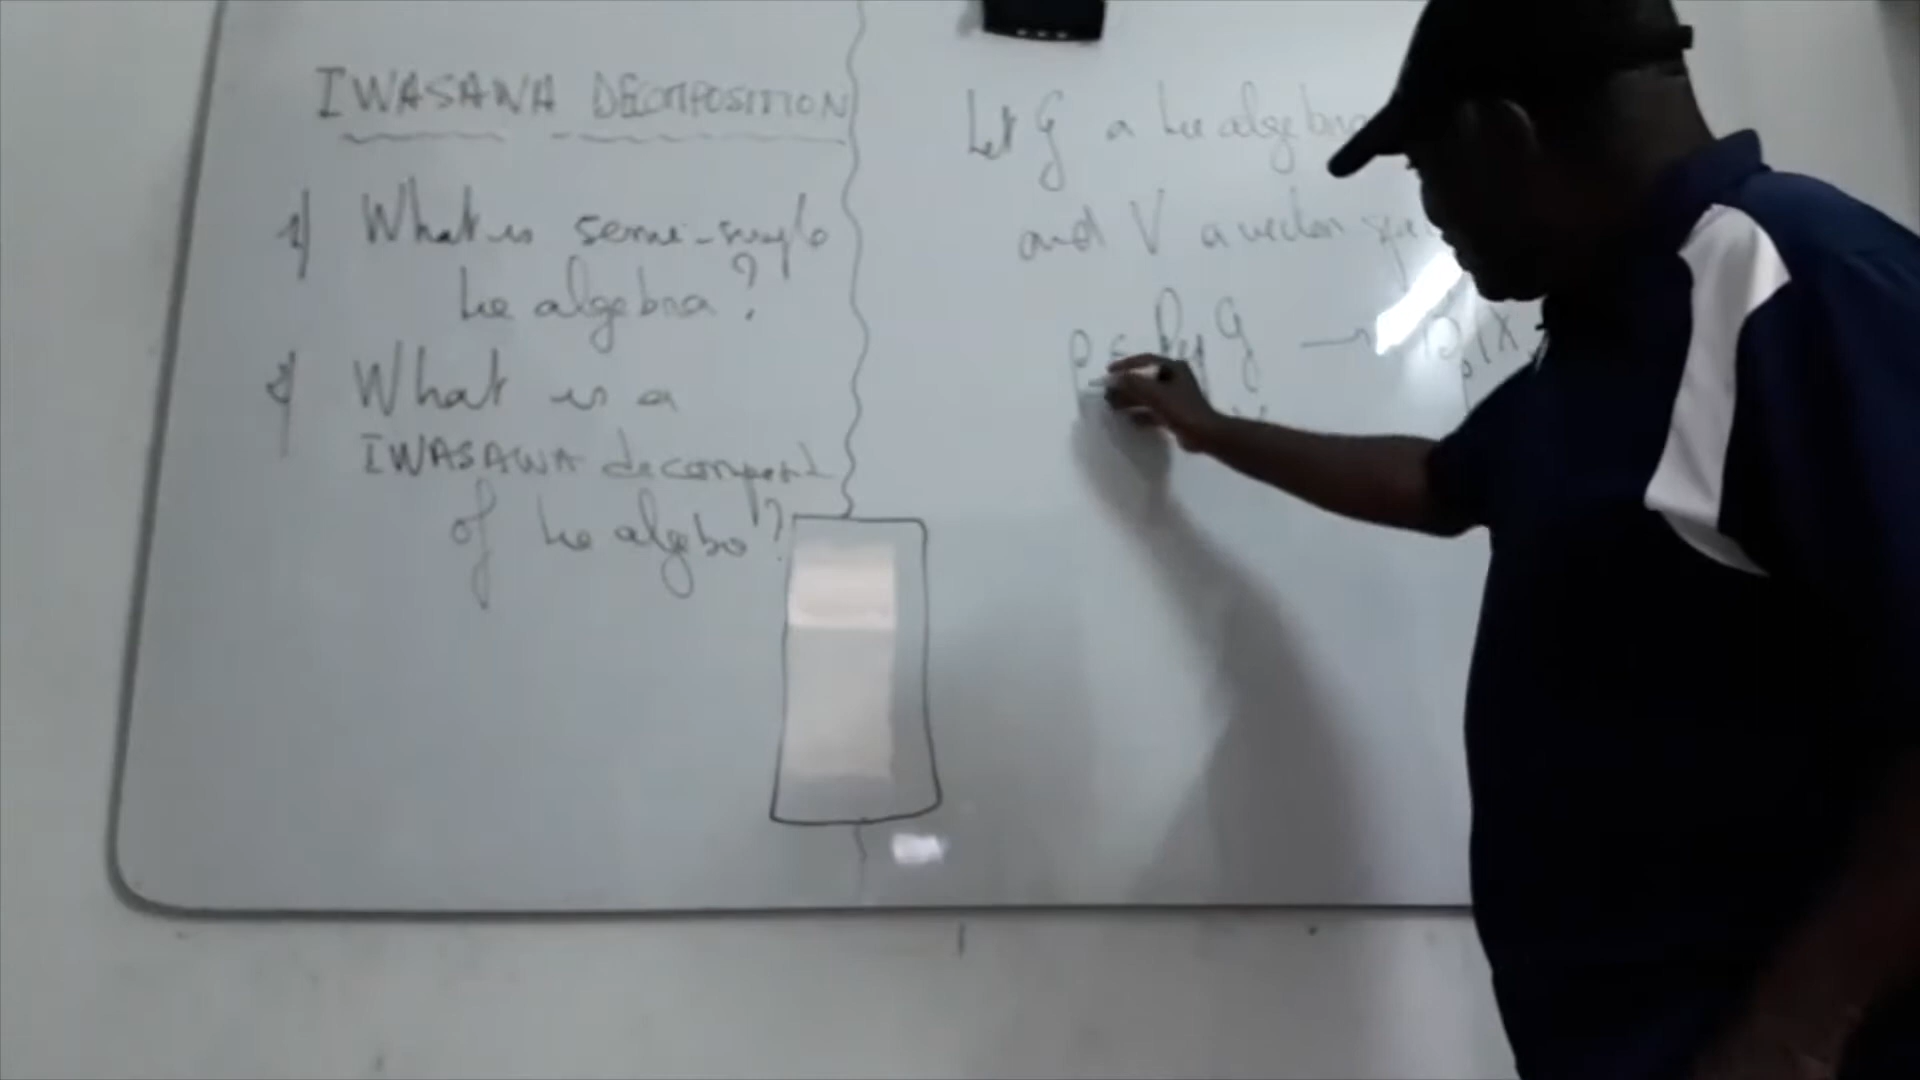 IWASAWA DECOMPOSITION
1) What is semi-simple
Lie algebra?
2) What is a
IWASAWA decomposit
of Lie algebra?
Let G a Lie algebra
and V a vector space
G →